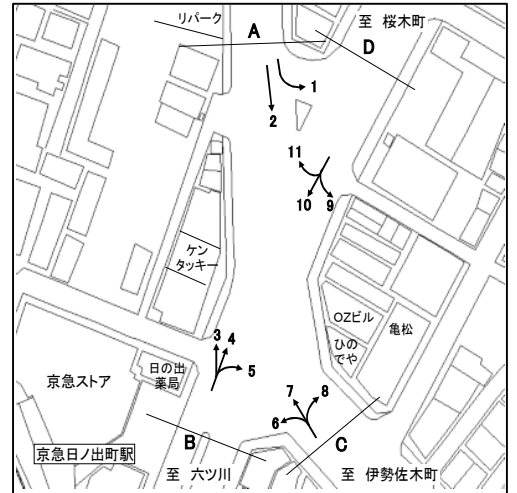 リパーク
A
至 桜木町
D
1
2
11
10
9
ケン
タッキー
OZビル
亀松
ひの
でや
3
4
5
日の出
薬局
京急ストア
7
8
6
B
C
京急日ノ出町駅
至 六ツ川
至 伊勢佐木町